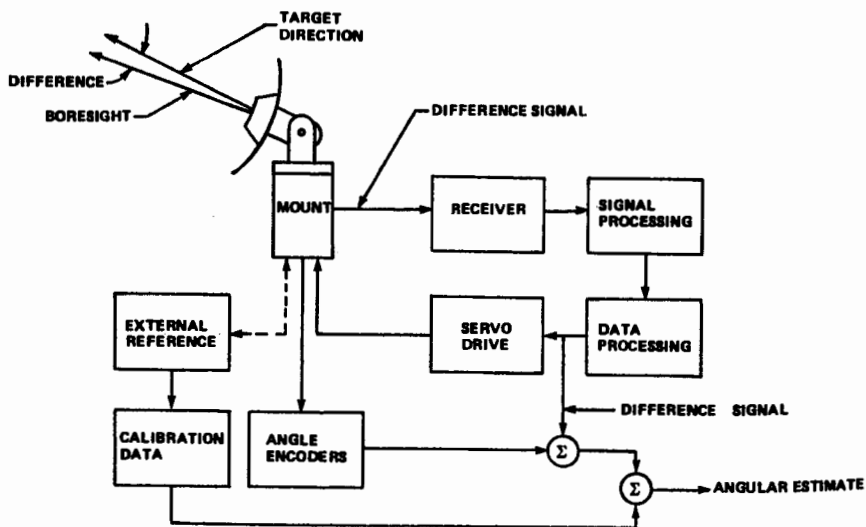 TARGET
DIRECTION
DIFFERENCE
BORESIGHT
DIFFERENCE SIGNAL
MOUNT
RECEIVER
SIGNAL
PROCESSING
EXTERNAL
REFERENCE
SERVO
DRIVE
DATA
PROCESSING
DIFFERENCE SIGNAL
CALIBRATION
DATA
ANGLE
ENCODERS
Σ
Σ
ANGULAR ESTIMATE